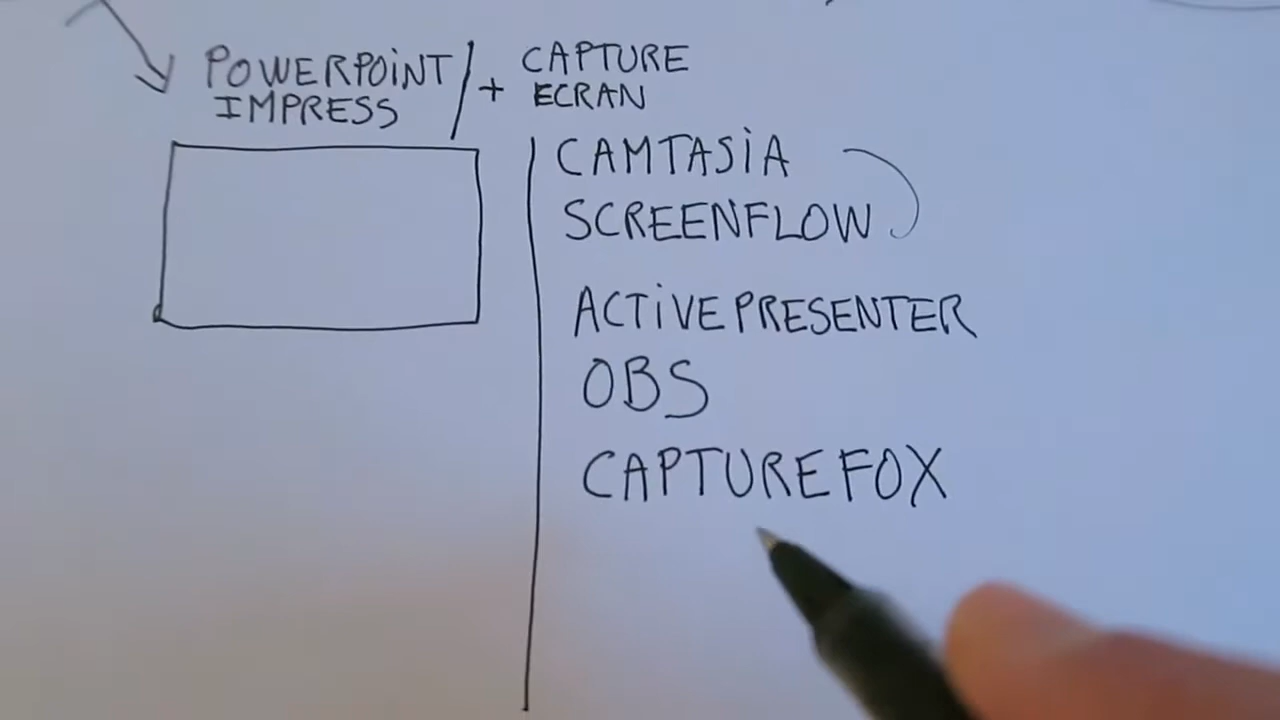 POWERPOINT / + CAPTURE
IMPRESS ECRAN
CAMTASIA
SCREENFLOW
ACTIVEPRESENTER
OBS
CAPTUREFOX